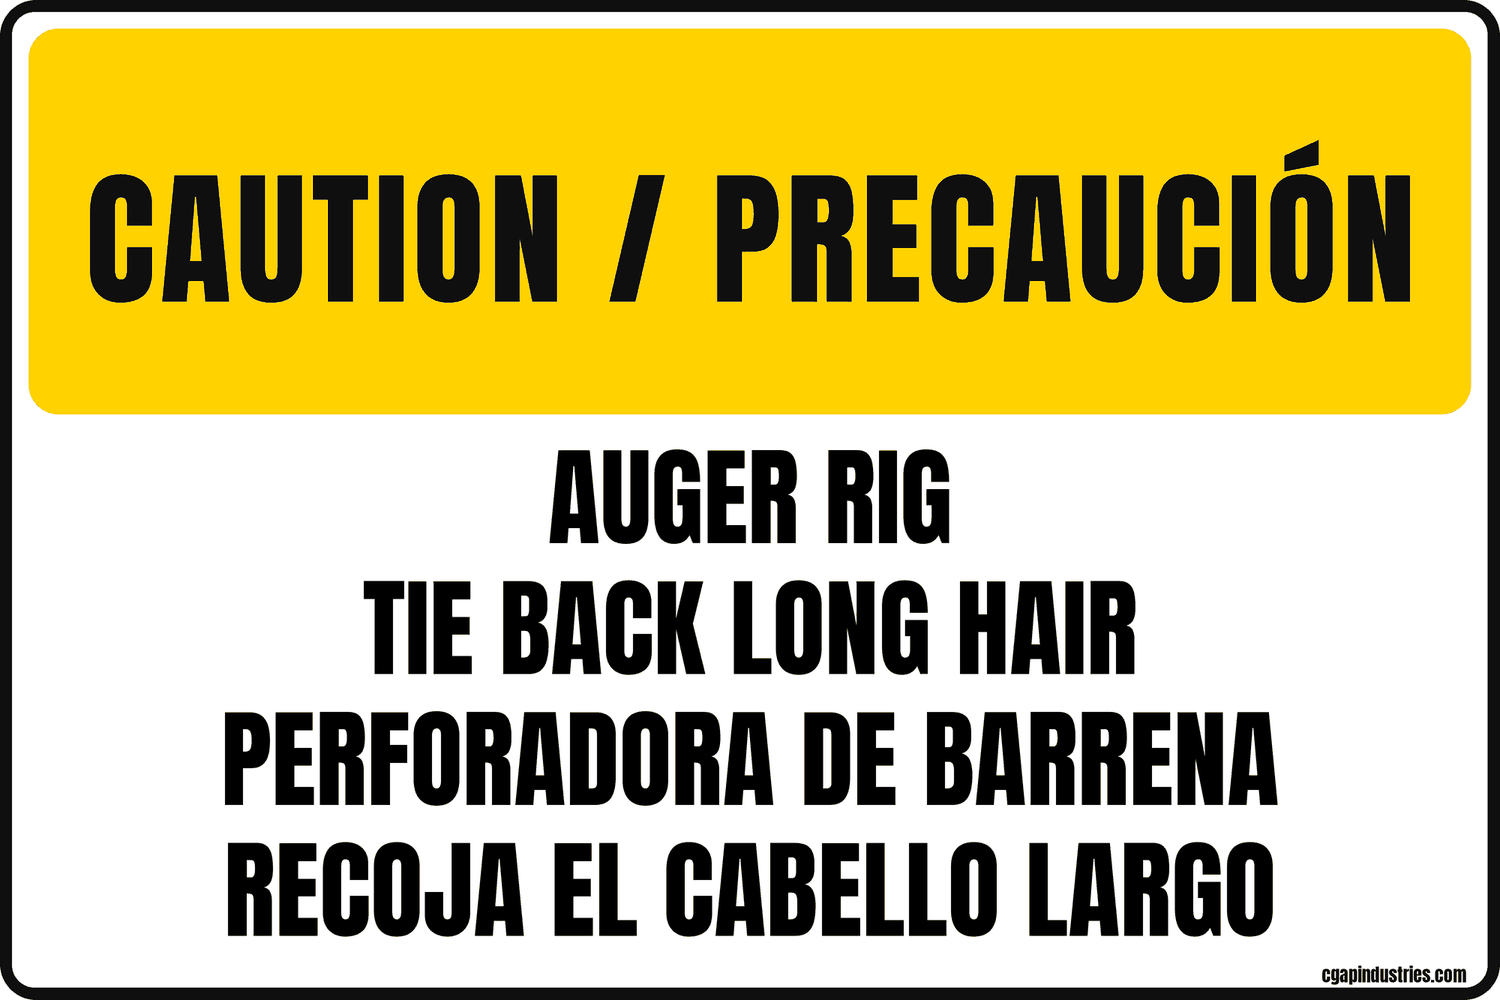 CAUTION / PRECAUCIÓN
AUGER RIG
TIE BACK LONG HAIR
PERFORADORA DE BARRENA
RECOJA EL CABELLO LARGO
cgapindustries.com